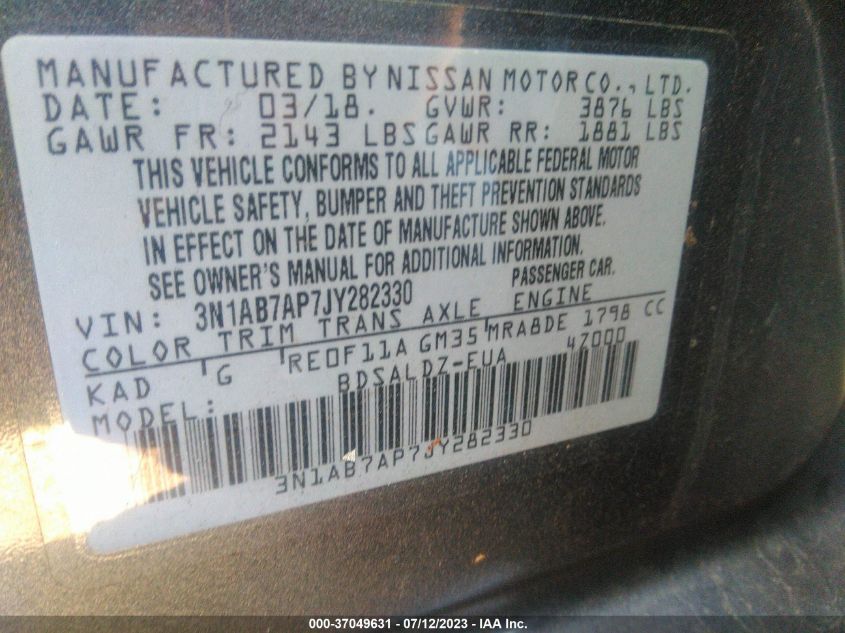 MANUFACTURED BY NISSAN MOTOR CO., LTD.
DATE: 03/18. GVWR: 3876 LBS
GAWR FR: 2143 LBS GAWR RR: 1881 LBS
THIS VEHICLE CONFORMS TO ALL APPLICABLE FEDERAL MOTOR
VEHICLE SAFETY, BUMPER AND THEFT PREVENTION STANDARDS
IN EFFECT ON THE DATE OF MANUFACTURE SHOWN ABOVE.
SEE OWNER'S MANUAL FOR ADDITIONAL INFORMATION.
VIN: 3N1AB7AP7JY282330 PASSENGER CAR.
COLOR TRIM TRANS AXLE ENGINE
KAD G RE0F11A GM35 MRA8DE 1798 CC
MODEL: BDSALDZ-EUA 47000
3N1AB7AP7JY282330
000-37049631 - 07/12/2023 - IAA Inc.